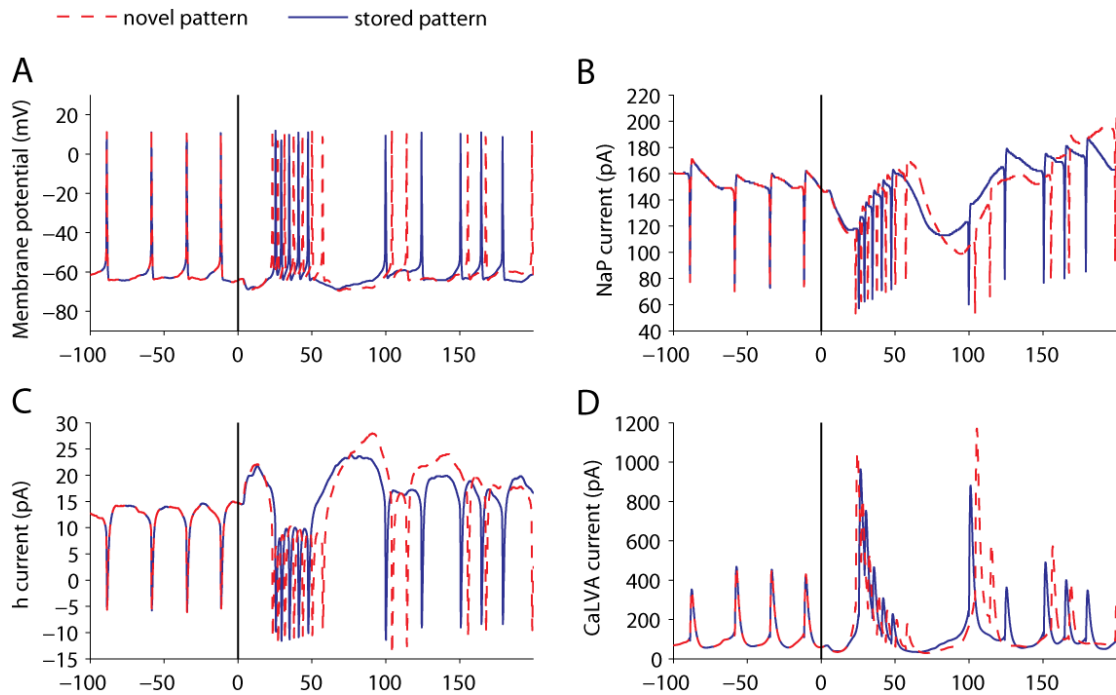 novel pattern stored pattern
A
Membrane potential (mV)
20
0
−20
−40
−60
−80
−100 −50 0 50 100 150
B
NaP current (pA)
220
200
180
160
140
120
100
80
60
40
−100 −50 0 50 100 150
C
h current (pA)
30
25
20
15
10
5
0
−5
−10
−15
−100 −50 0 50 100 150
D
CaLVA current (pA)
1200
1000
800
600
400
200
0
−100 −50 0 50 100 150